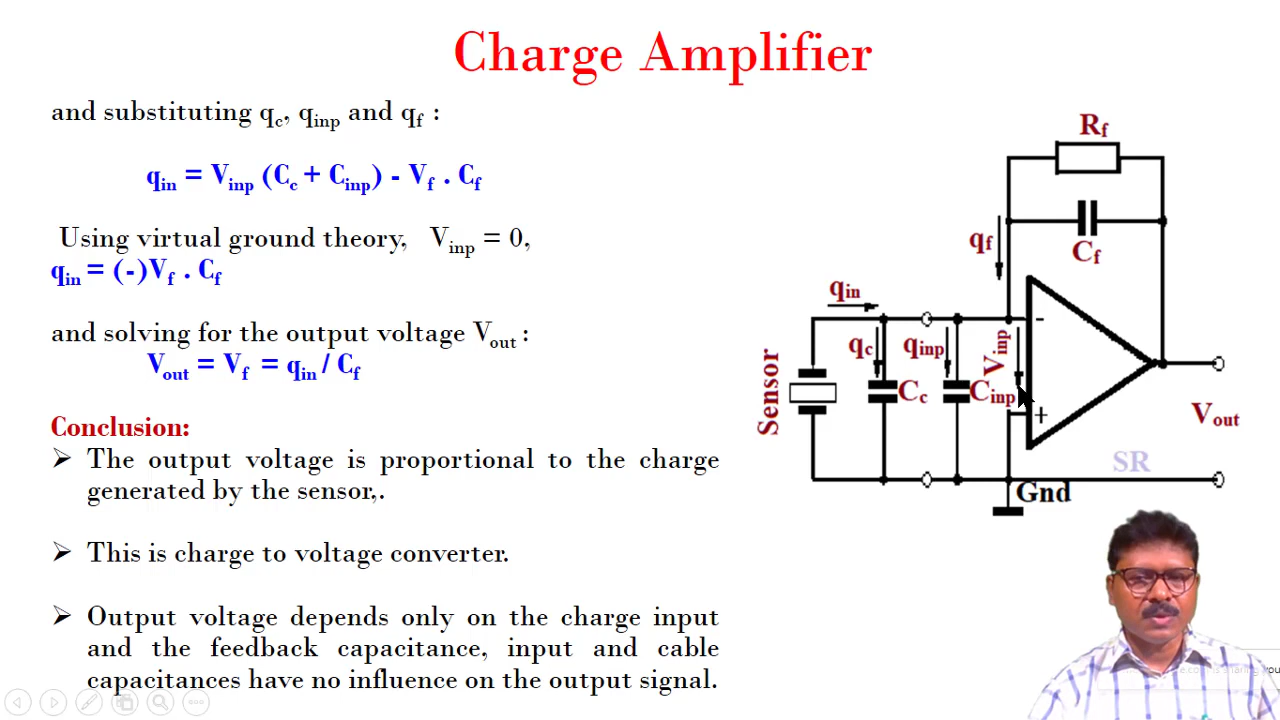 Charge Amplifier
and substituting qc, qinp and qf :
qin = Vinp (Cc + Cinp) - Vf . Cf
Using virtual ground theory, Vinp = 0,
qin = (-)Vf . Cf
and solving for the output voltage Vout :
Vout = Vf = qin / Cf
Conclusion:
➢ The output voltage is proportional to the charge
generated by the sensor,.
➢ This is charge to voltage converter.
➢ Output voltage depends only on the charge input
and the feedback capacitance, input and cable
capacitances have no influence on the output signal.
Rf
Cf
qf
qin
qc
qinp
Vinp
-
Sensor
Cc
Cinp
+
Vout
SR
Gnd